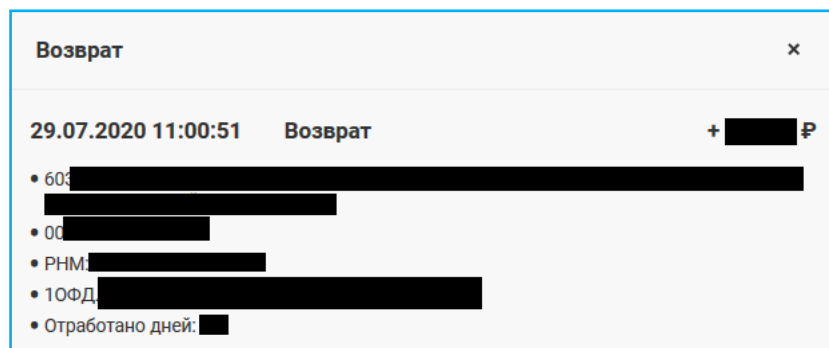 Возврат ×
29.07.2020 11:00:51 Возврат + ₽
• 603
• 00
• РНМ:
• 1ОФД.
• Отработано дней: